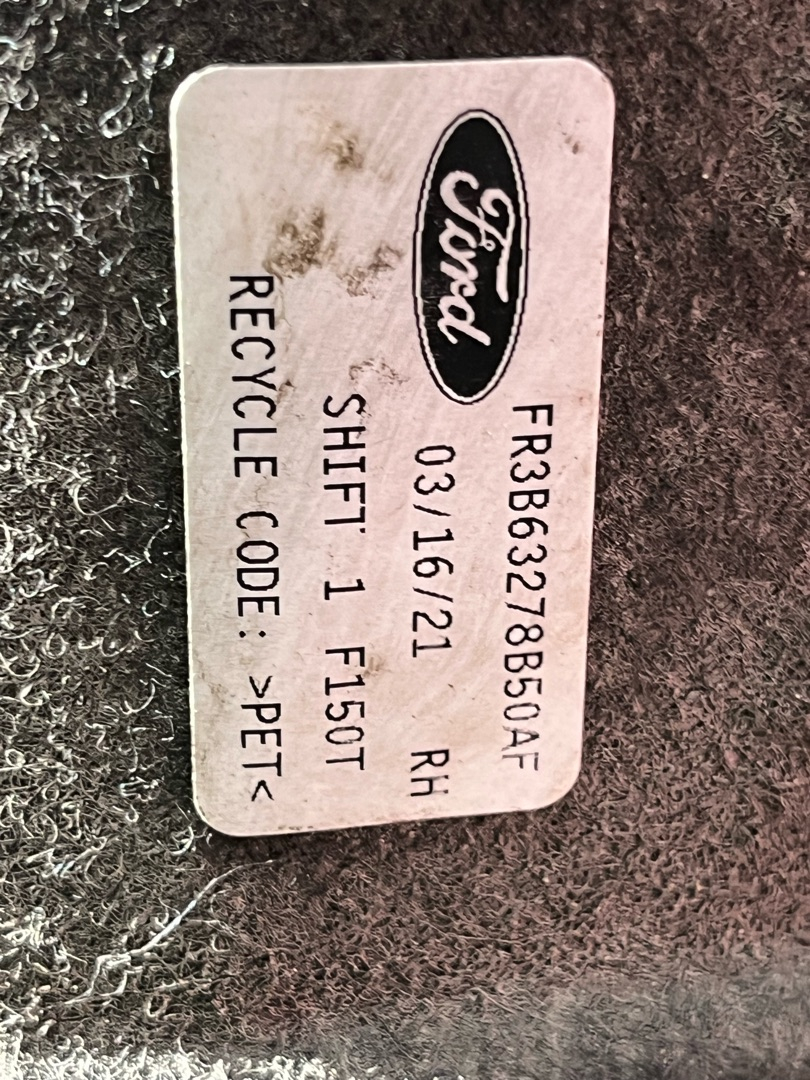 Ford
FR3B63278B50AF
03/16/21 RH
SHIFT 1 F150T
RECYCLE CODE: >PET<